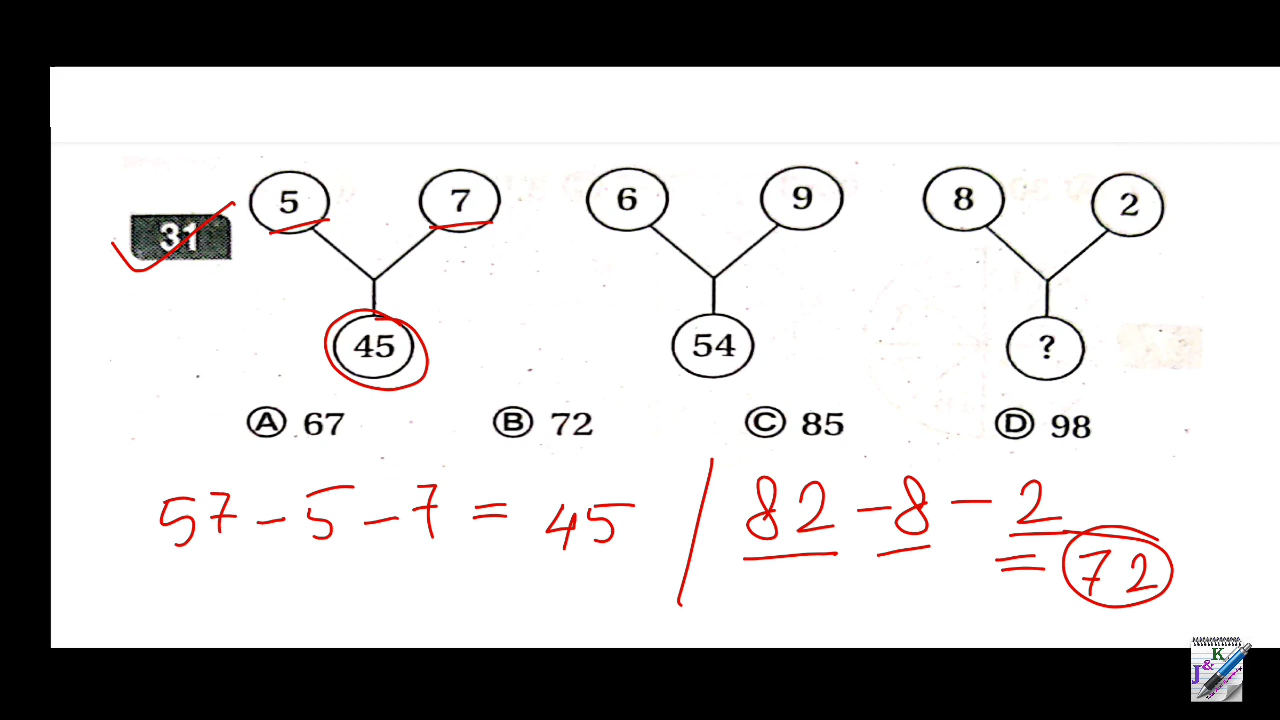 5 7 6 9 8 2
31
45 54 ?
A 67 B 72 C 85 D 98
57 - 5 - 7 = 45 / 82 - 8 - 2
= 72
J & K